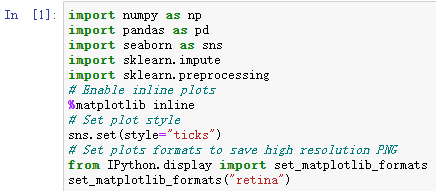 In [1]: import numpy as np
import pandas as pd
import seaborn as sns
import sklearn.impute
import sklearn.preprocessing
# Enable inline plots
%matplotlib inline
# Set plot style
sns.set(style="ticks")
# Set plots formats to save high resolution PNG
from IPython.display import set_matplotlib_formats
set_matplotlib_formats("retina")